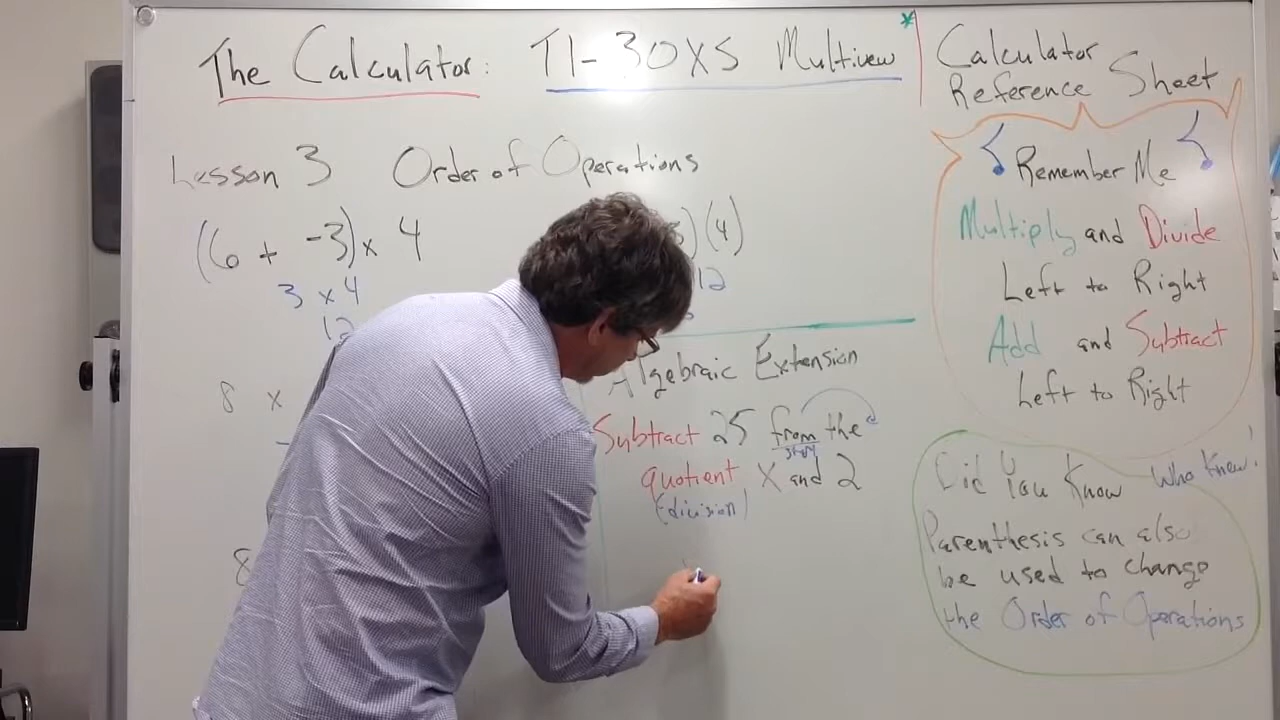 The Calculator: TI-30XS Multivew
Lesson 3 Order of Operations
(6 + -3) x 4
3 x 4
12
8 x
8
3)(4)
12
Algebraic Extension
Subtract 25 from the
quotient X and 2
(division)
*
Calculator
Reference Sheet
Remember Me
Multiply and Divide
Left to Right
Add and Subtract
Left to Right
Did You Know Who Knew!
Parenthesis can also
be used to change
the Order of Operations